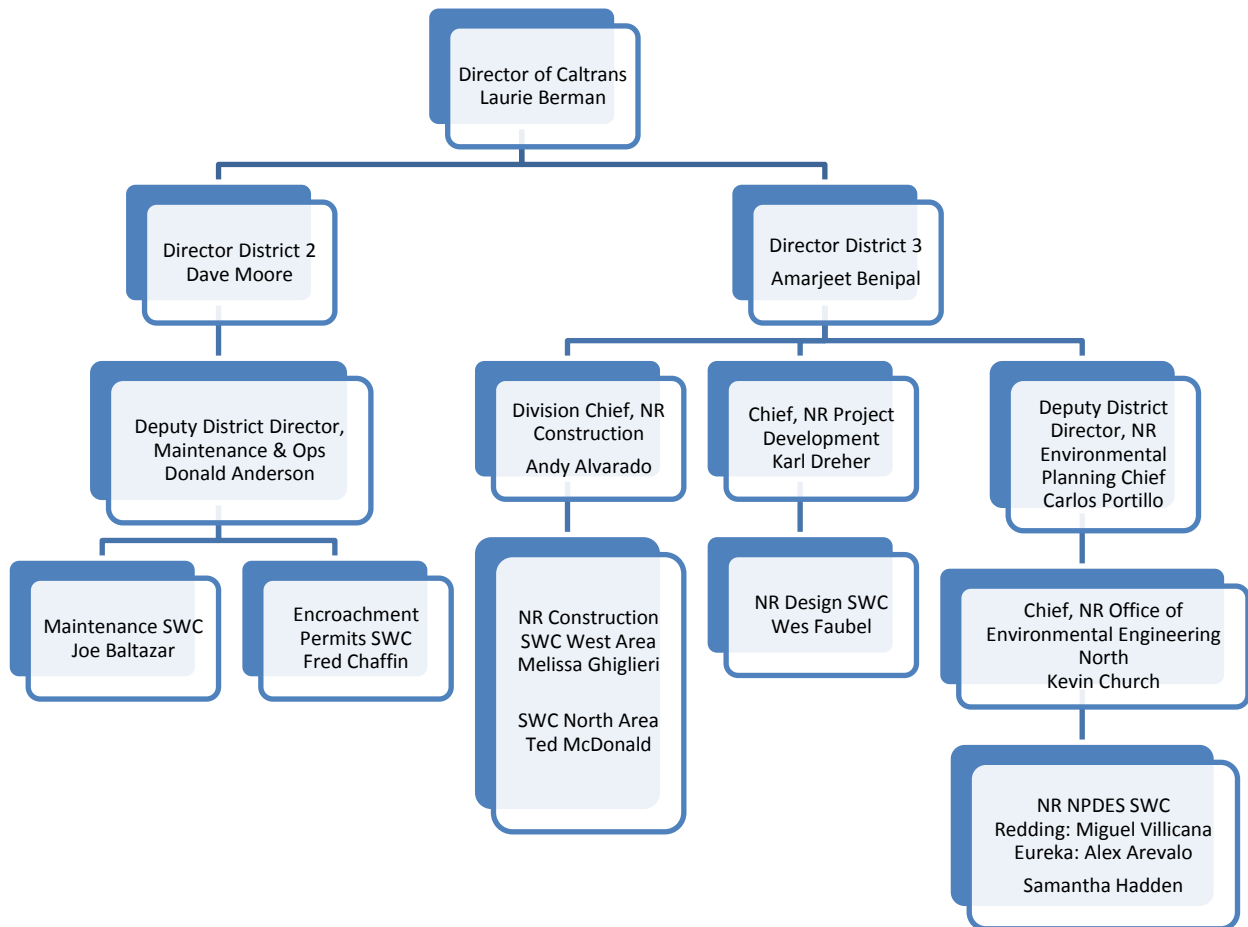 Director of Caltrans
Laurie Berman
Director District 2
Dave Moore
Director District 3
Amarjeet Benipal
Deputy District Director,
Maintenance & Ops
Donald Anderson
Division Chief, NR
Construction
Andy Alvarado
Chief, NR Project
Development
Karl Dreher
Deputy District
Director, NR
Environmental
Planning Chief
Carlos Portillo
Maintenance SWC
Joe Baltazar
Encroachment
Permits SWC
Fred Chaffin
NR Construction
SWC West Area
Melissa Ghiglieri
SWC North Area
Ted McDonald
NR Design SWC
Wes Faubel
Chief, NR Office of
Environmental Engineering
North
Kevin Church
NR NPDES SWC
Redding: Miguel Villicana
Eureka: Alex Arevalo
Samantha Hadden